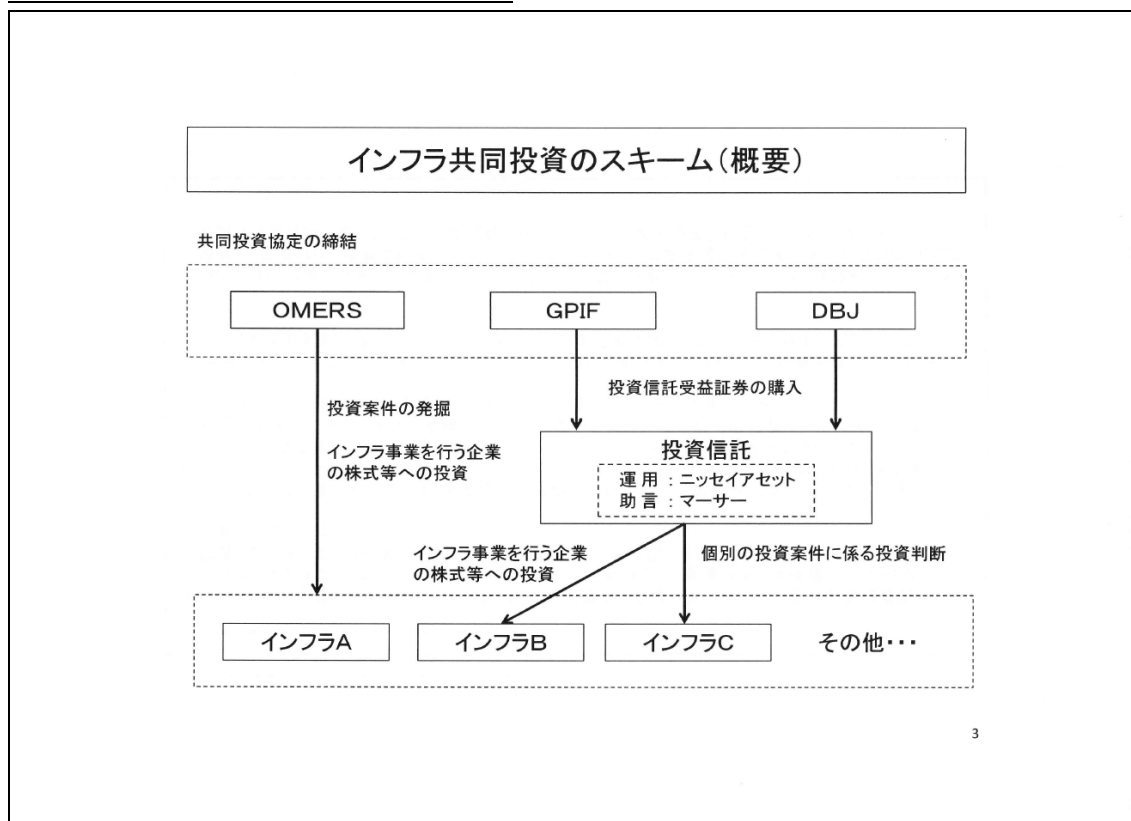 インフラ共同投資のスキーム（概要）
共同投資協定の締結
OMERS
GPIF
DBJ
投資信託受益証券の購入
投資案件の発掘
インフラ事業を行う企業
の株式等への投資
投資信託
運 用 ： ニッセイアセット
助 言 ： マーサー
インフラ事業を行う企業
の株式等への投資
個別の投資案件に係る投資判断
インフラA
インフラB
インフラC
その他・・・
3